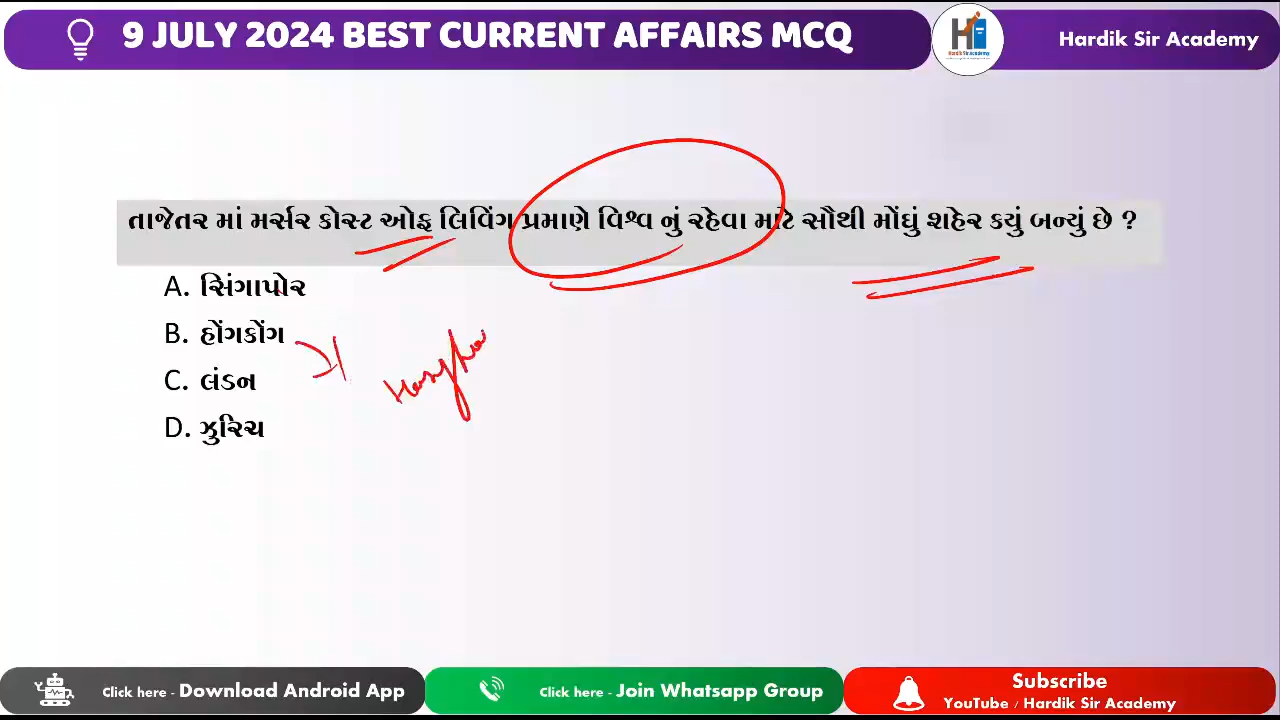 9 JULY 2024 BEST CURRENT AFFAIRS MCQ
Hardik Sir Academy
તાજેતર માં મર્સર કોસ્ટ ઓફ લિવિંગ પ્રમાણે વિશ્વ નું રહેવા માટે સૌથી મોંઘું શહેર કયું બન્યું છે ?
A. સિંગાપોર
B. હોંગકોંગ
C. લંડન
D. ઝુરિચ
Click here - Download Android App
Click here - Join Whatsapp Group
Subscribe
YouTube / Hardik Sir Academy